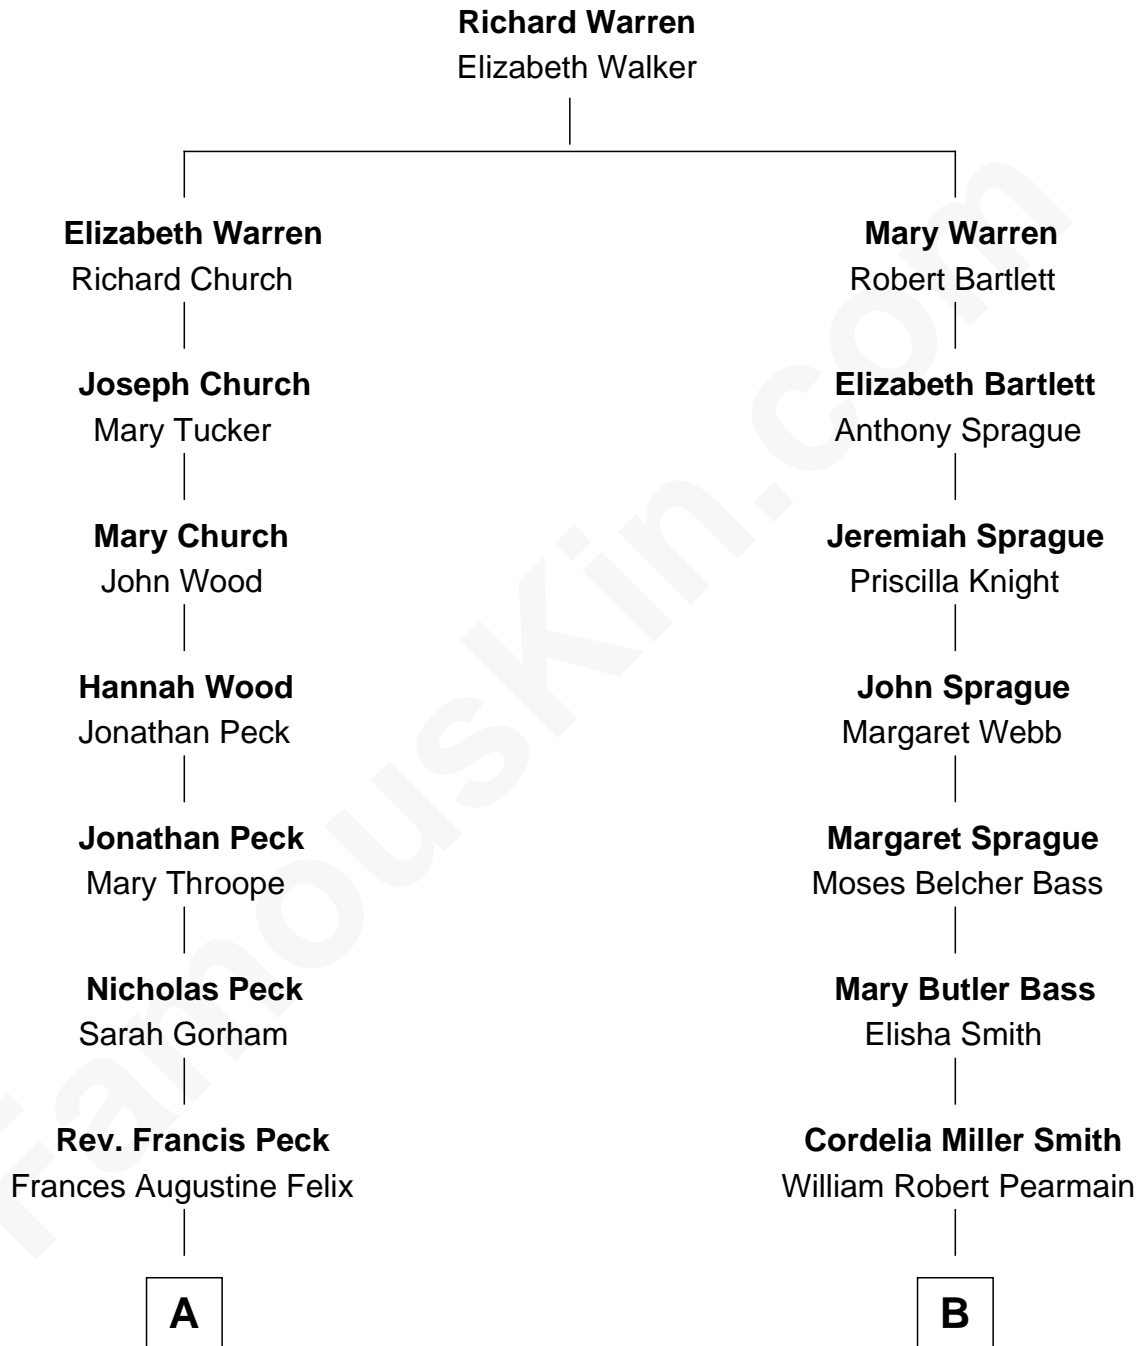 Richard Warren
Elizabeth Walker
Elizabeth Warren
Richard Church
Mary Warren
Robert Bartlett
Joseph Church
Mary Tucker
Elizabeth Bartlett
Anthony Sprague
Mary Church
John Wood
Jeremiah Sprague
Priscilla Knight
Hannah Wood
Jonathan Peck
John Sprague
Margaret Webb
Jonathan Peck
Mary Throope
Margaret Sprague
Moses Belcher Bass
Nicholas Peck
Sarah Gorham
Mary Butler Bass
Elisha Smith
Rev. Francis Peck
Frances Augustine Felix
Cordelia Miller Smith
William Robert Pearmain
A
B
FamousKin.com